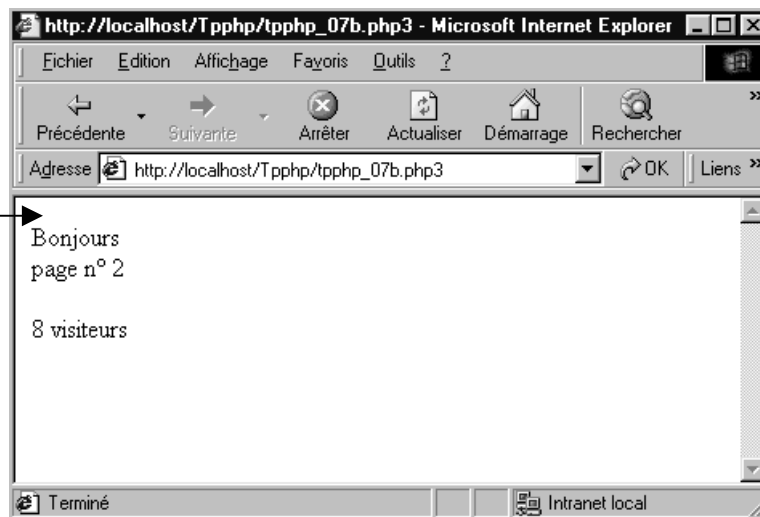 http://localhost/Tpphp/tpphp_07b.php3 - Microsoft Internet Explorer
Fichier Edition Affichage Favoris Outils ?
Précédente Suivante Arrêter Actualiser Démarrage Rechercher »
Adresse http://localhost/Tpphp/tpphp_07b.php3 OK Liens »
Bonjours
page n° 2
8 visiteurs
Terminé Intranet local